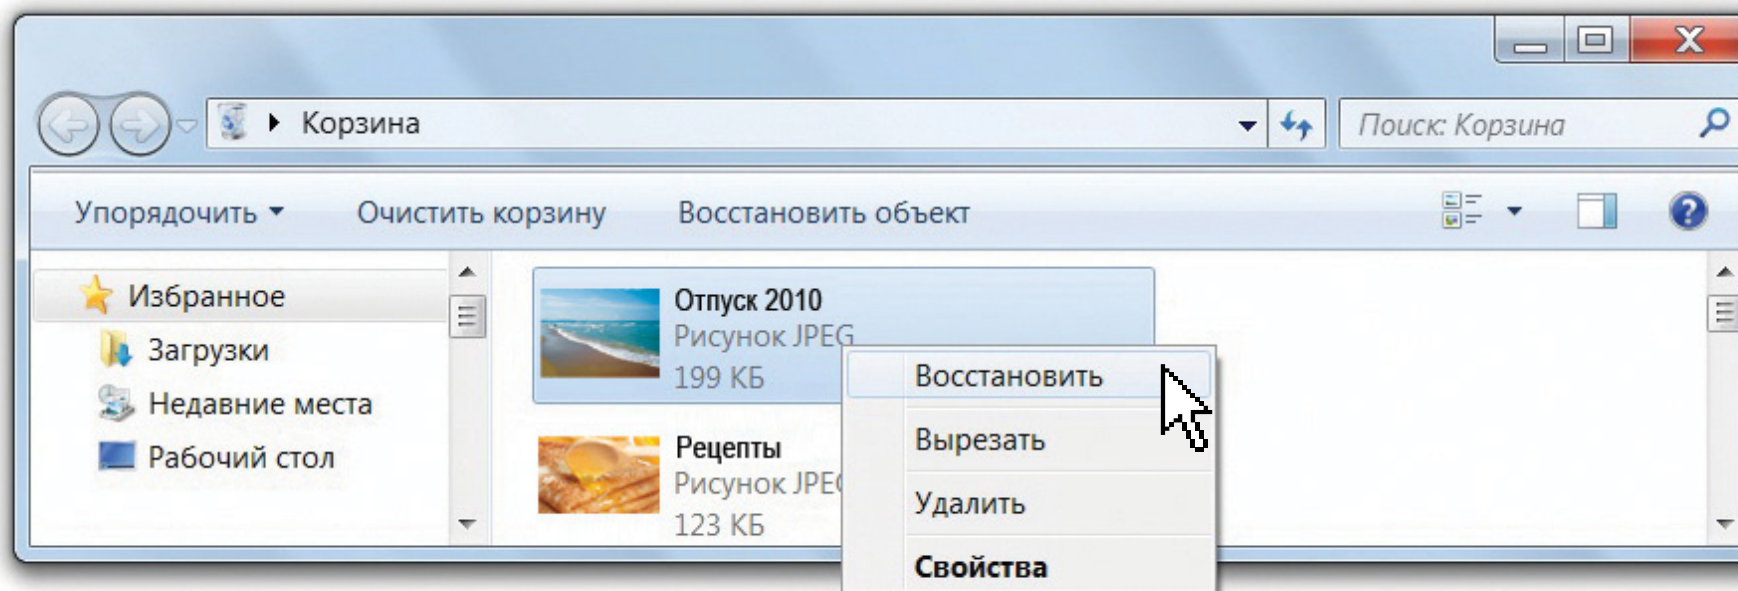 Корзина
Поиск: Корзина
Упорядочить Очистить корзину Восстановить объект
Избранное
Загрузки
Недавние места
Рабочий стол
Отпуск 2010
Рисунок JPEG
199 КБ
Рецепты
Рисунок JPEG
123 КБ
Восстановить
Вырезать
Удалить
Свойства